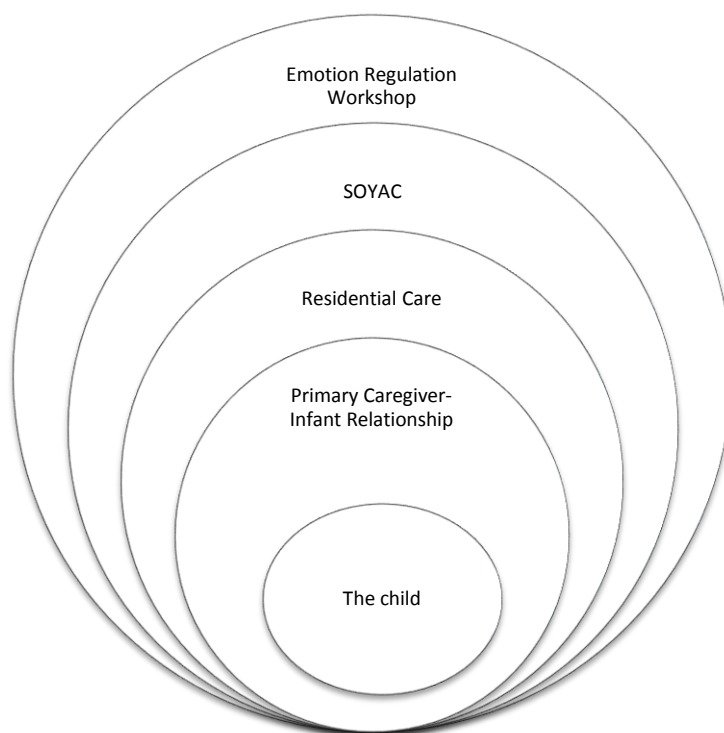 Emotion Regulation
Workshop
SOYAC
Residential Care
Primary Caregiver-
Infant Relationship
The child